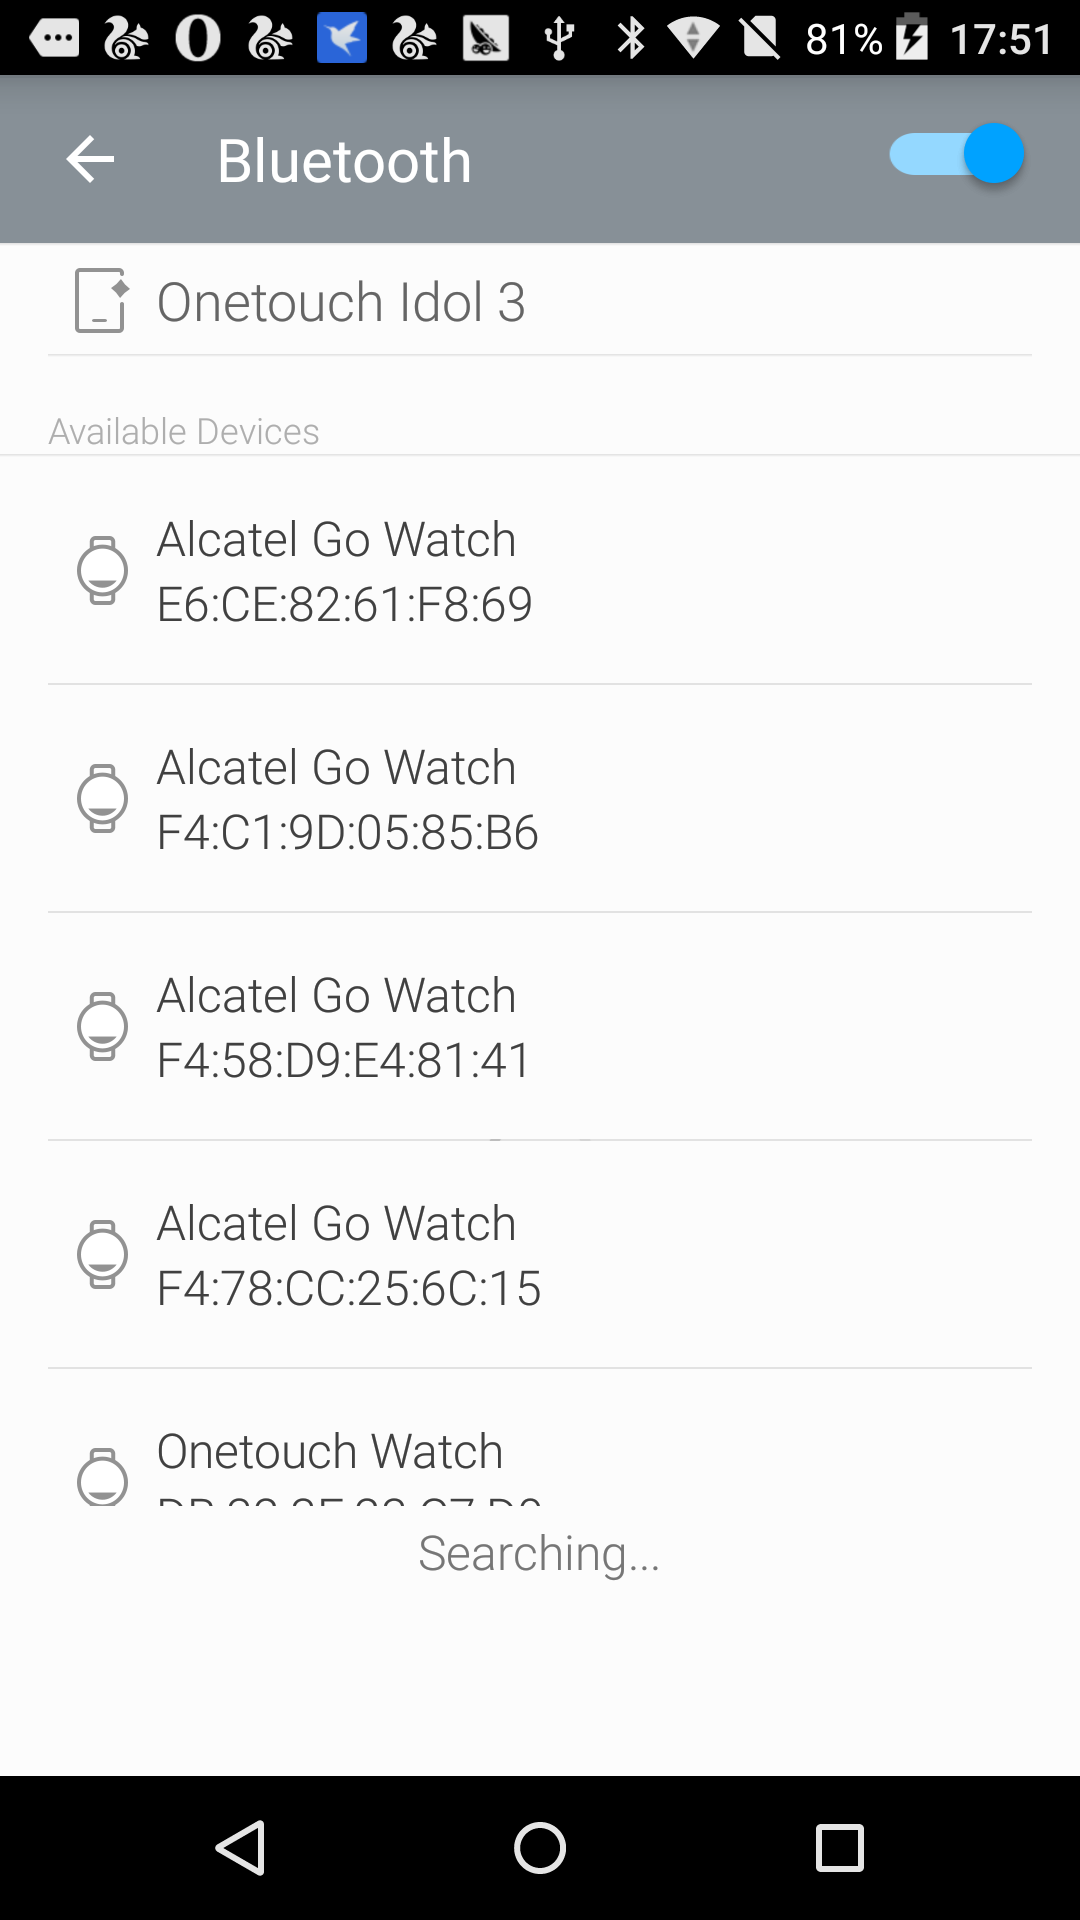 81% 17:51
Bluetooth
Onetouch Idol 3
Available Devices
Alcatel Go Watch
E6:CE:82:61:F8:69
Alcatel Go Watch
F4:C1:9D:05:85:B6
Alcatel Go Watch
F4:58:D9:E4:81:41
Alcatel Go Watch
F4:78:CC:25:6C:15
Onetouch Watch
Searching...